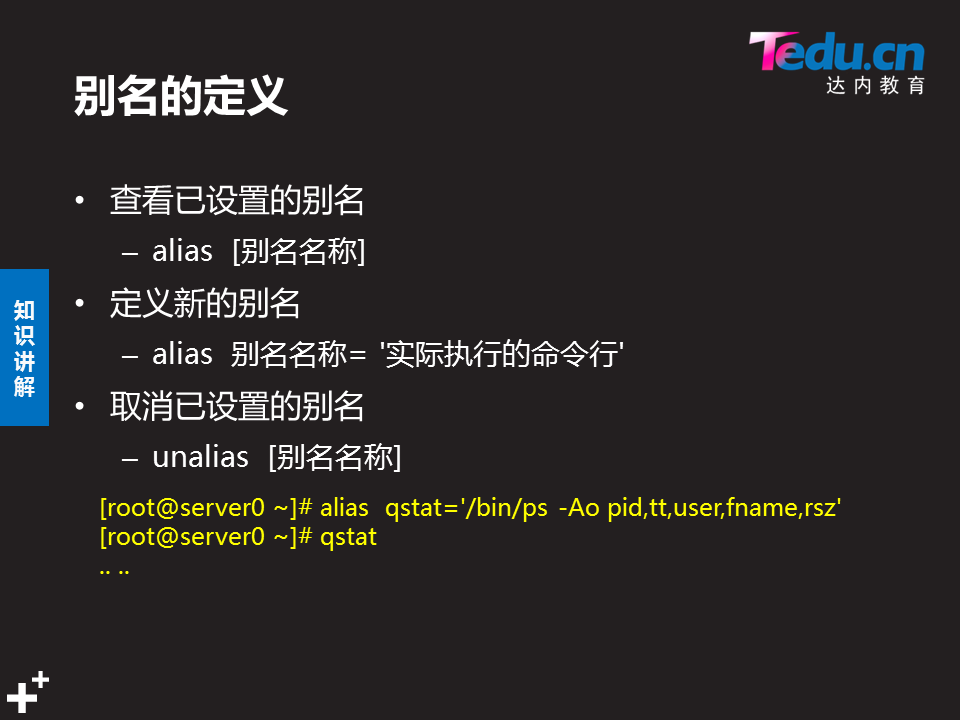 Tedu.cn
达内教育
别名的定义
• 查看已设置的别名
– alias [别名名称]
• 定义新的别名
– alias 别名名称= '实际执行的命令行'
• 取消已设置的别名
– unalias [别名名称]
知识讲解
[root@server0 ~]# alias qstat='/bin/ps -Ao pid,tt,user,fname,rsz'
[root@server0 ~]# qstat
.. ..